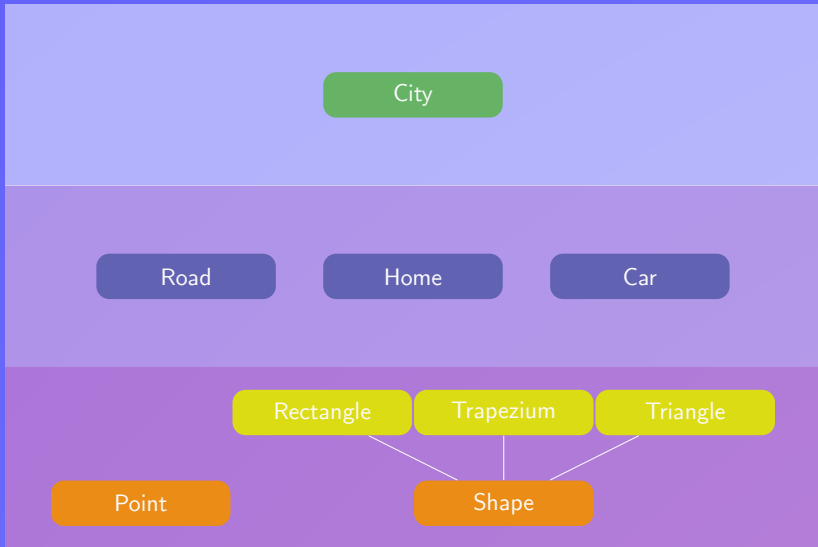 City
Road
Home
Car
Rectangle
Trapezium
Triangle
Point
Shape